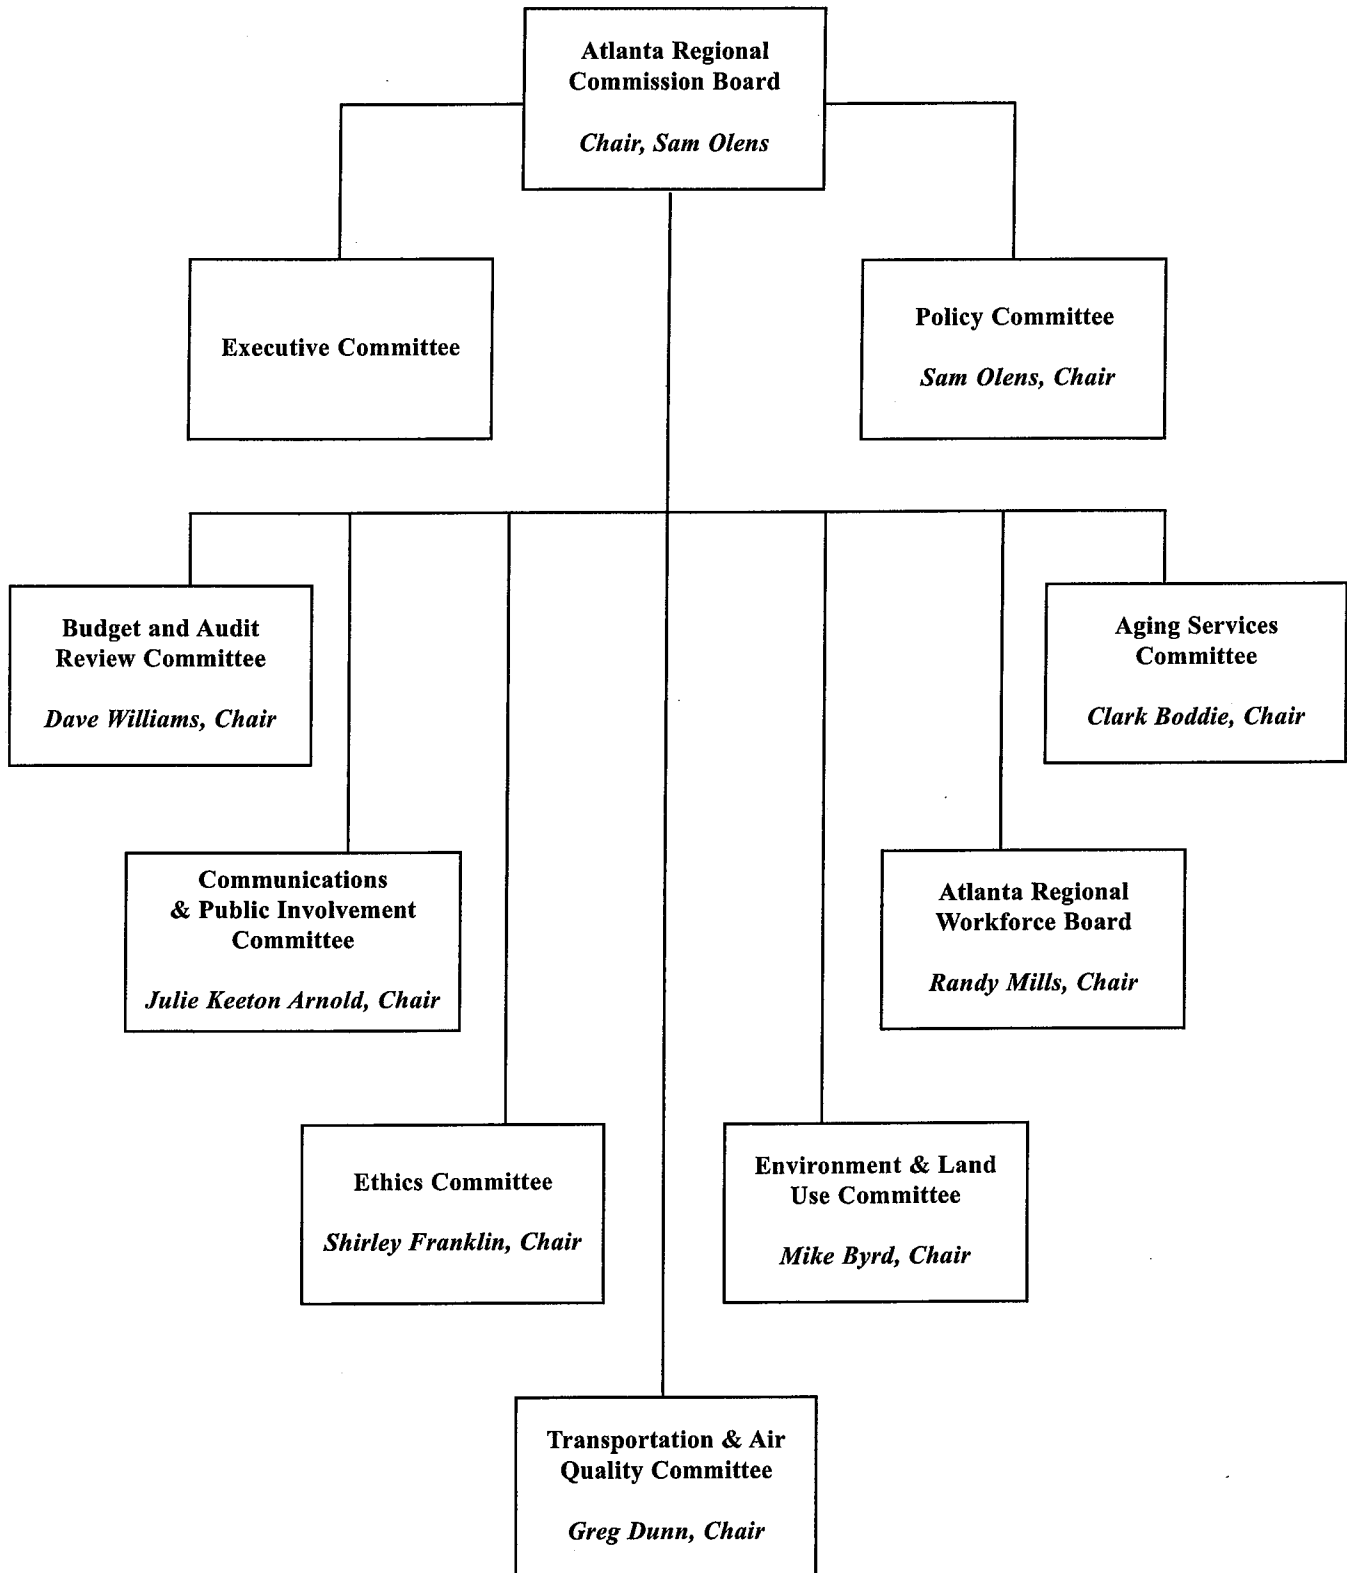 Atlanta Regional
Commission Board
Chair, Sam Olens
Executive Committee
Policy Committee
Sam Olens, Chair
Budget and Audit
Review Committee
Dave Williams, Chair
Aging Services
Committee
Clark Boddie, Chair
Communications
& Public Involvement
Committee
Julie Keeton Arnold, Chair
Atlanta Regional
Workforce Board
Randy Mills, Chair
Ethics Committee
Shirley Franklin, Chair
Environment & Land
Use Committee
Mike Byrd, Chair
Transportation & Air
Quality Committee
Greg Dunn, Chair